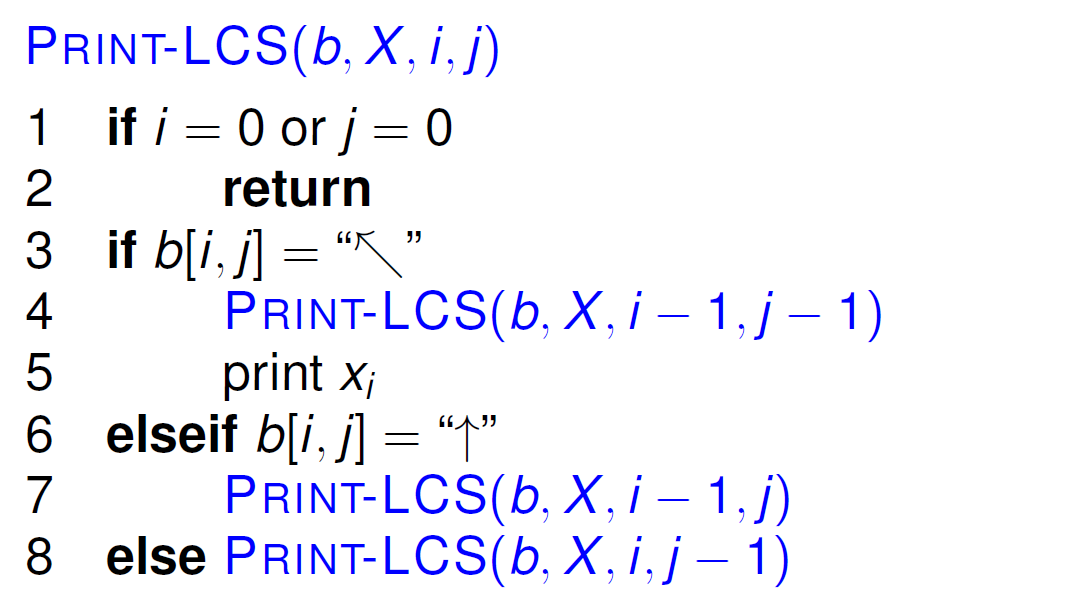 PRINT-LCS(b, X, i, j)
1 if i = 0 or j = 0
2 return
3 if b[i, j] = “↖”
4 PRINT-LCS(b, X, i − 1, j − 1)
5 print xᵢ
6 elseif b[i, j] = “↑”
7 PRINT-LCS(b, X, i − 1, j)
8 else PRINT-LCS(b, X, i, j − 1)